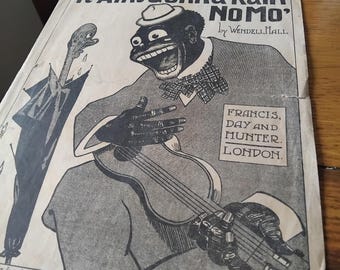 It Ain't Gonna Rain
No Mo'
by Wendell Hall.
FRANCIS,
DAY AND
HUNTER.
LONDON.